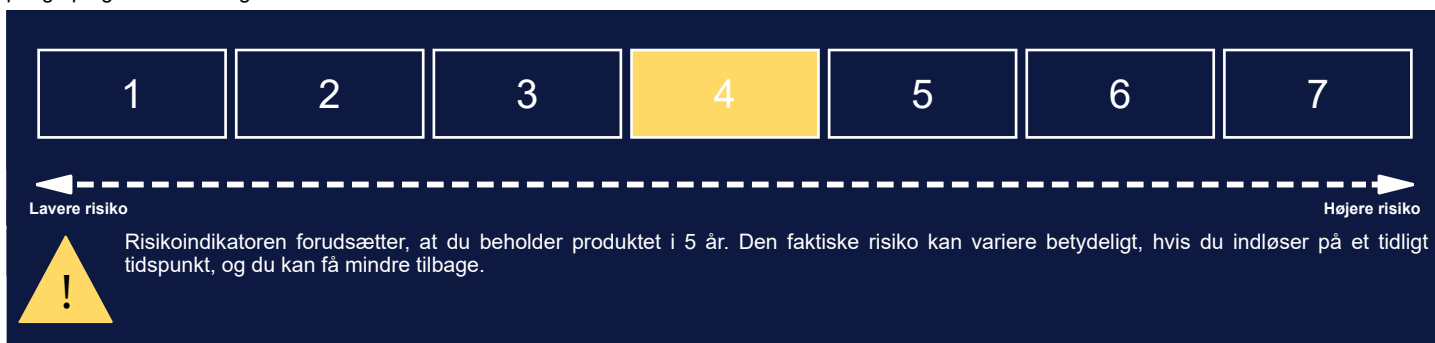 1 2 3 4 5 6 7
Lavere risiko Højere risiko
Risikoindikatoren forudsætter, at du beholder produktet i 5 år. Den faktiske risiko kan variere betydeligt, hvis du indløser på et tidligt
tidspunkt, og du kan få mindre tilbage.
!